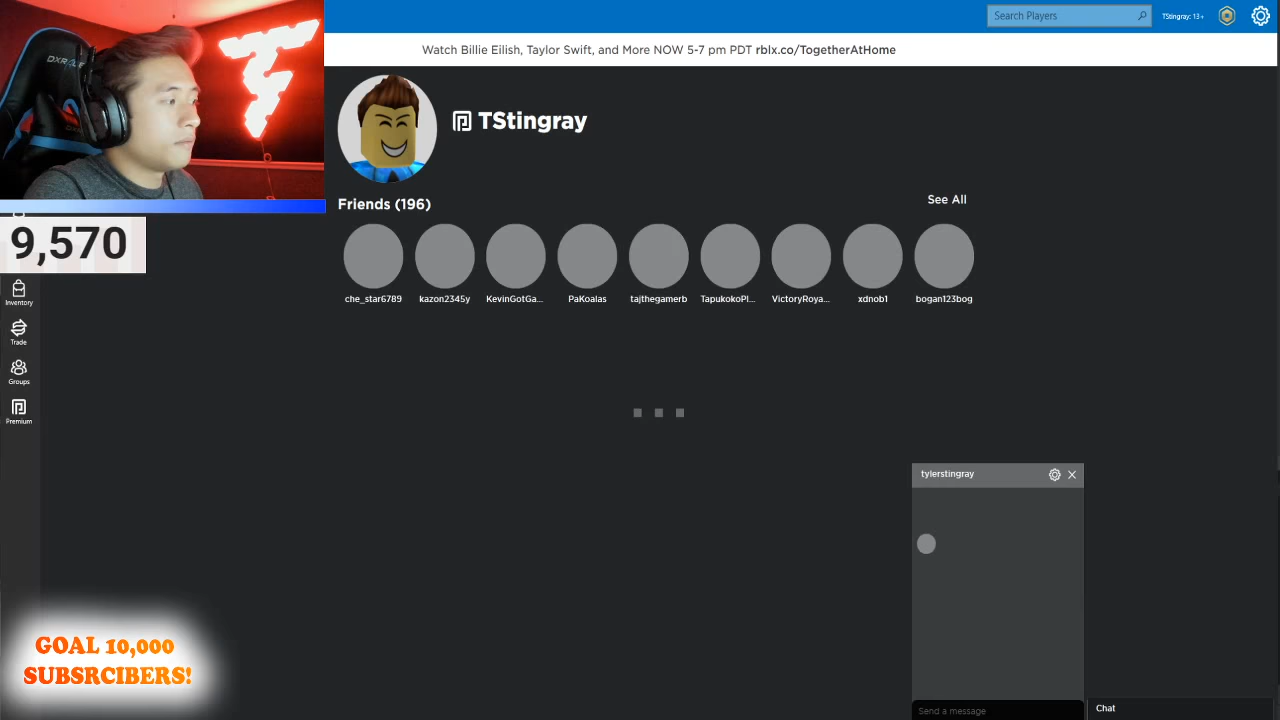 DXRACER
Search Players
TStingray: 13+
Watch Billie Eilish, Taylor Swift, and More NOW 5-7 pm PDT rblx.co/TogetherAtHome
TStingray
Friends (196)
See All
9,570
che_star6789
kazon2345y
KevinGotGa...
PaKoalas
tajthegamerb
TapukokoPl...
VictoryRoya...
xdnob1
bogan123bog
Inventory
Trade
Groups
Premium
tylerstingray
GOAL 10,000
SUBSRCIBERS!
Send a message
Chat